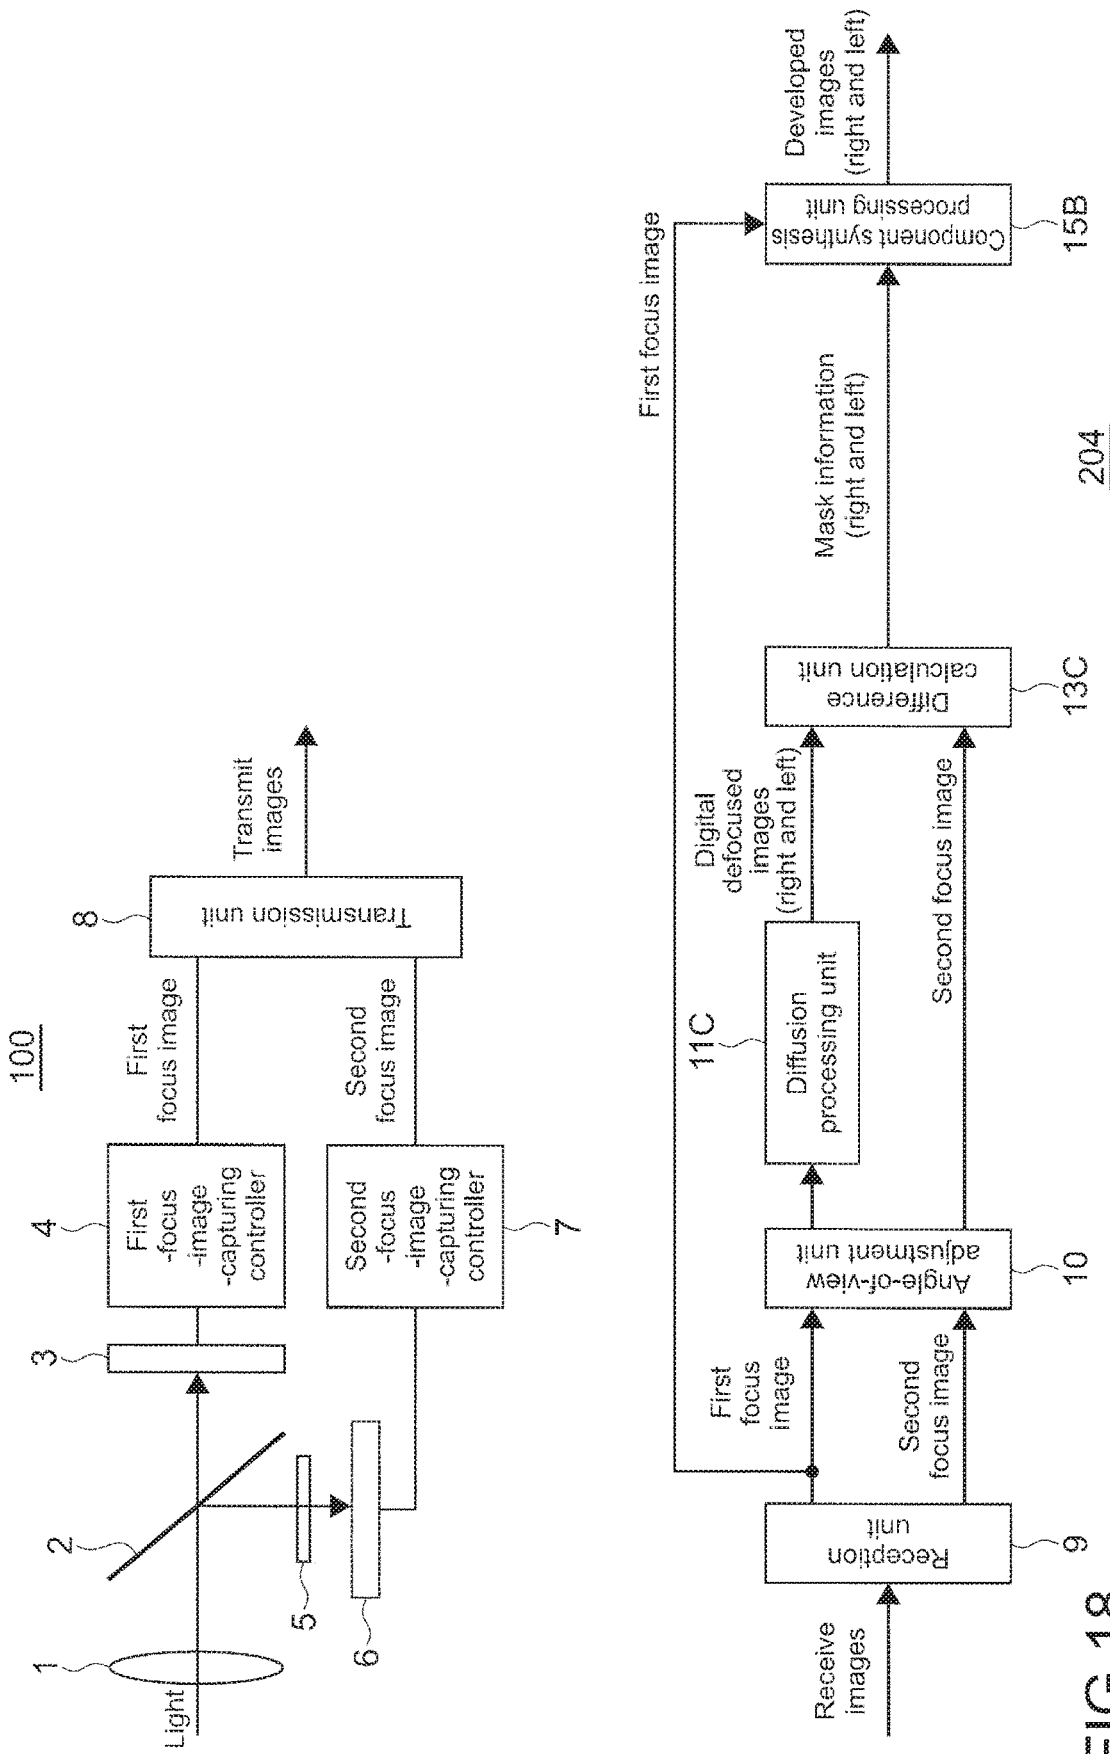 100
Light
1
2
3
4
First
-focus
-image
-capturing
controller
5
6
Second
-focus
-image
-capturing
controller
7
First
focus image
Second
focus image
8
Transmission unit
Transmit
images
Receive
images
Reception
unit
9
First
focus
image
Second
focus image
Angle-of-view
adjustment unit
10
11C
Diffusion
processing unit
Digital
defocused
images
(right and left)
Second focus image
Difference
calculation unit
13C
Mask information
(right and left)
First focus image
Component synthesis
processing unit
15B
Developed
images
(right and left)
204
FIG.18